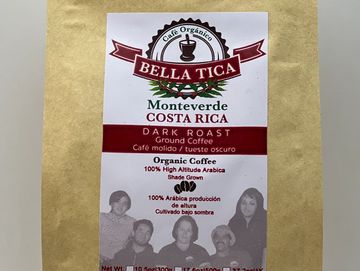 Café Orgánico
BELLA TICA
Monteverde
COSTA RICA
DARK ROAST
Ground Coffee
Café molido / tueste oscuro
Organic Coffee
100% High Altitude Arabica
Shade Grown
100% Arábica producción
de altura
Cultivado bajo sombra
Net Wt